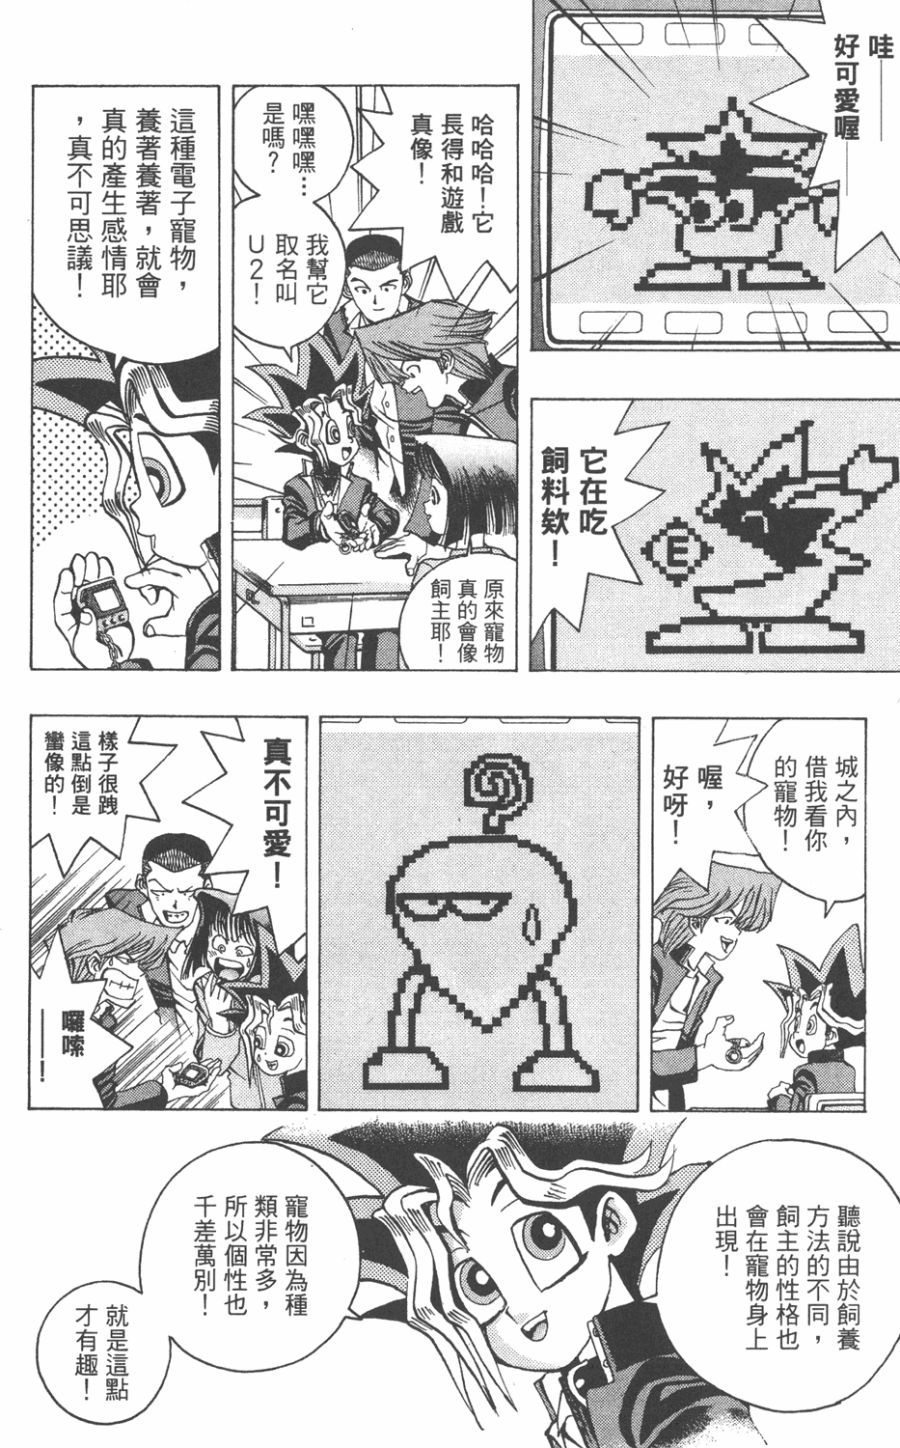 哇——
好可愛喔——
它在吃
飼料欸！
E
哈哈哈！它
長得和遊戲
真像！
嘿嘿嘿…
是嗎？
我幫它
取名叫
U2！
原來寵物
真的會像
飼主耶！
這種電子寵物，
養著養著，就會
真的產生感情耶
，真不可思議！
城之內，
借我看你
的寵物！
喔，
好呀！
真不可愛！
樣子很跩
這點倒是
蠻像的！
囉嗦
——！
聽說由於飼養
方法的不同，
飼主的性格也
會在寵物身上
出現！
寵物因為種
類非常多，
所以個性也
千差萬別！
就是這點
才有趣！